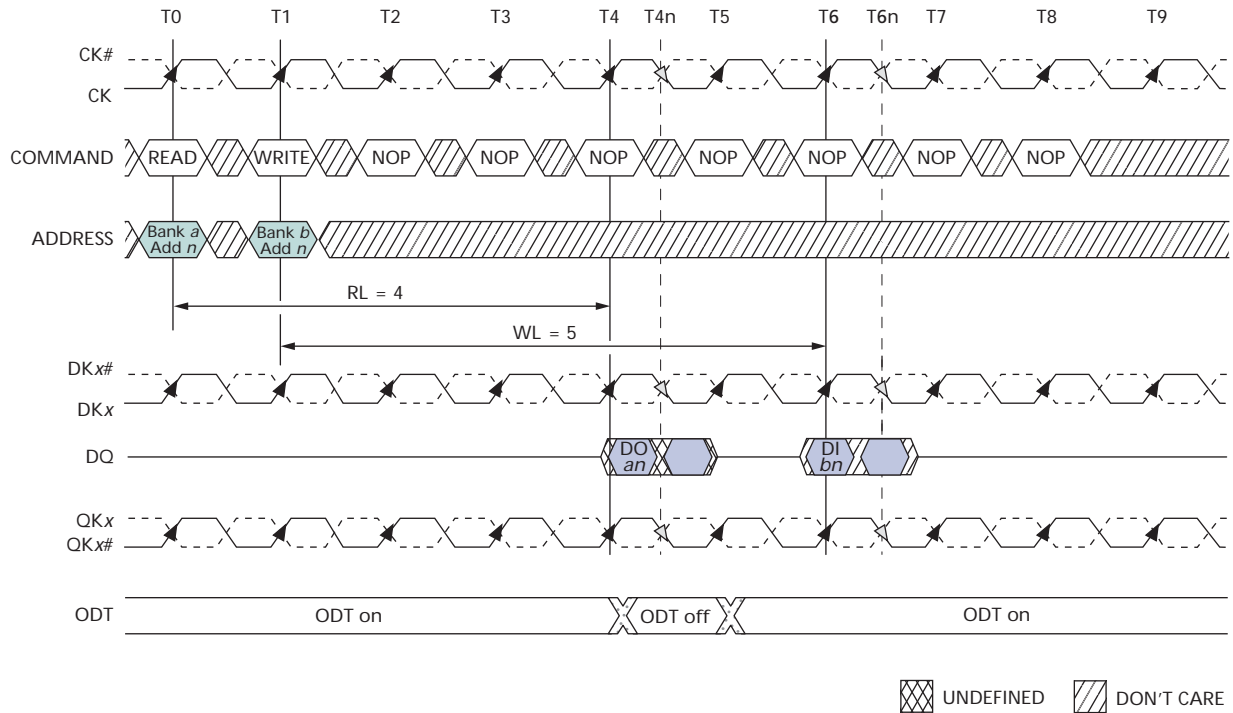 T0 T1 T2 T3 T4 T4n T5 T6 T6n T7 T8 T9
CK#
CK
COMMAND READ WRITE NOP NOP NOP NOP NOP NOP NOP
ADDRESS Bank a Bank b
Add n Add n
RL = 4
WL = 5
DKx#
DKx
DQ DO DI
an bn
QKx
QKx#
ODT ODT on ODT off ODT on
UNDEFINED DON'T CARE